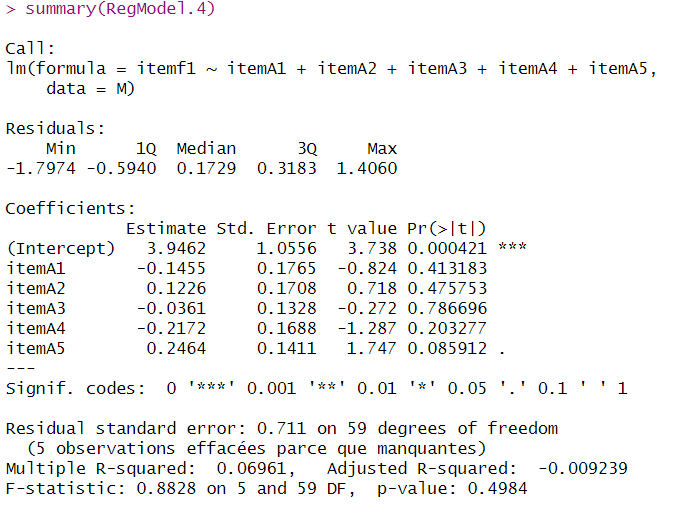 > summary(RegModel.4)

Call:
lm(formula = itemf1 ~ itemA1 + itemA2 + itemA3 + itemA4 + itemA5,
    data = M)

Residuals:
    Min      1Q  Median      3Q     Max
-1.7974 -0.5940  0.1729  0.3183  1.4060

Coefficients:
            Estimate Std. Error t value Pr(>|t|)
(Intercept)   3.9462     1.0556   3.738 0.000421 ***
itemA1       -0.1455     0.1765  -0.824 0.413183
itemA2        0.1226     0.1708   0.718 0.475753
itemA3       -0.0361     0.1328  -0.272 0.786696
itemA4       -0.2172     0.1688  -1.287 0.203277
itemA5        0.2464     0.1411   1.747 0.085912 .
---
Signif. codes:  0 '***' 0.001 '**' 0.01 '*' 0.05 '.' 0.1 ' ' 1

Residual standard error: 0.711 on 59 degrees of freedom
  (5 observations effacées parce que manquantes)
Multiple R-squared:  0.06961,   Adjusted R-squared:  -0.009239
F-statistic: 0.8828 on 5 and 59 DF,  p-value: 0.4984